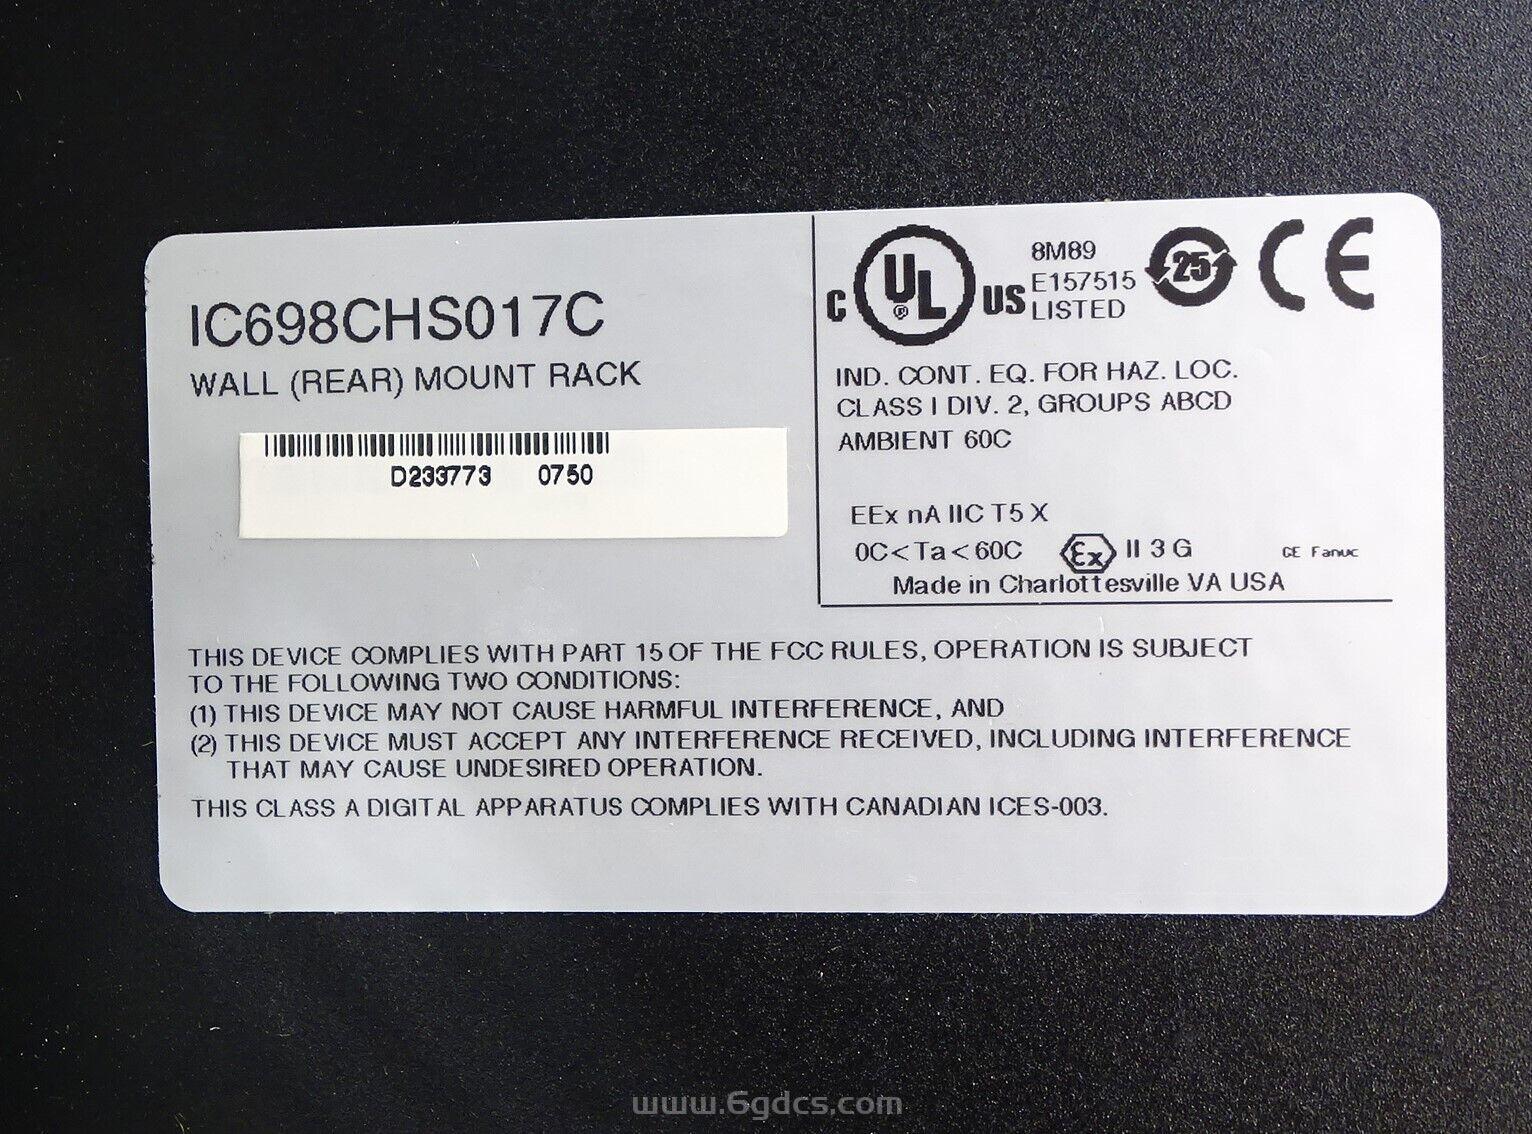 IC698CHS017C
WALL (REAR) MOUNT RACK
D233773 0750
C UL ® US
8M89
E157515
LISTED
25
CE
IND. CONT. EQ. FOR HAZ. LOC.
CLASS I DIV. 2, GROUPS ABCD
AMBIENT 60C
EEx nA IIC T5 X
0C<Ta<60C Ex II 3 G
GE Fanuc
Made in Charlottesville VA USA
THIS DEVICE COMPLIES WITH PART 15 OF THE FCC RULES, OPERATION IS SUBJECT
TO THE FOLLOWING TWO CONDITIONS:
(1) THIS DEVICE MAY NOT CAUSE HARMFUL INTERFERENCE, AND
(2) THIS DEVICE MUST ACCEPT ANY INTERFERENCE RECEIVED, INCLUDING INTERFERENCE
THAT MAY CAUSE UNDESIRED OPERATION.
THIS CLASS A DIGITAL APPARATUS COMPLIES WITH CANADIAN ICES-003.
www.6gdcs.com